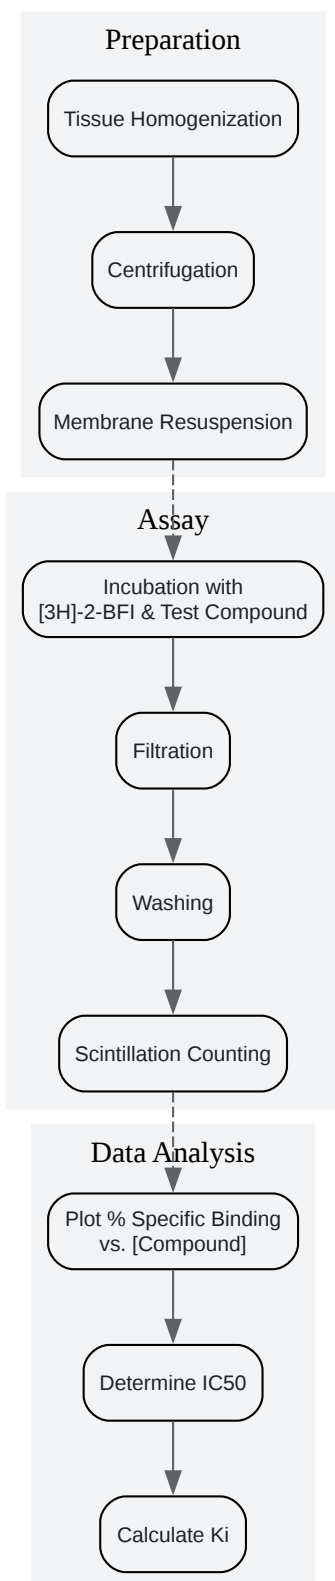 Preparation
Tissue Homogenization
Centrifugation
Membrane Resuspension
Assay
Incubation with
[3H]-2-BFI & Test Compound
Filtration
Washing
Scintillation Counting
Data Analysis
Plot % Specific Binding
vs. [Compound]
Determine IC50
Calculate Ki